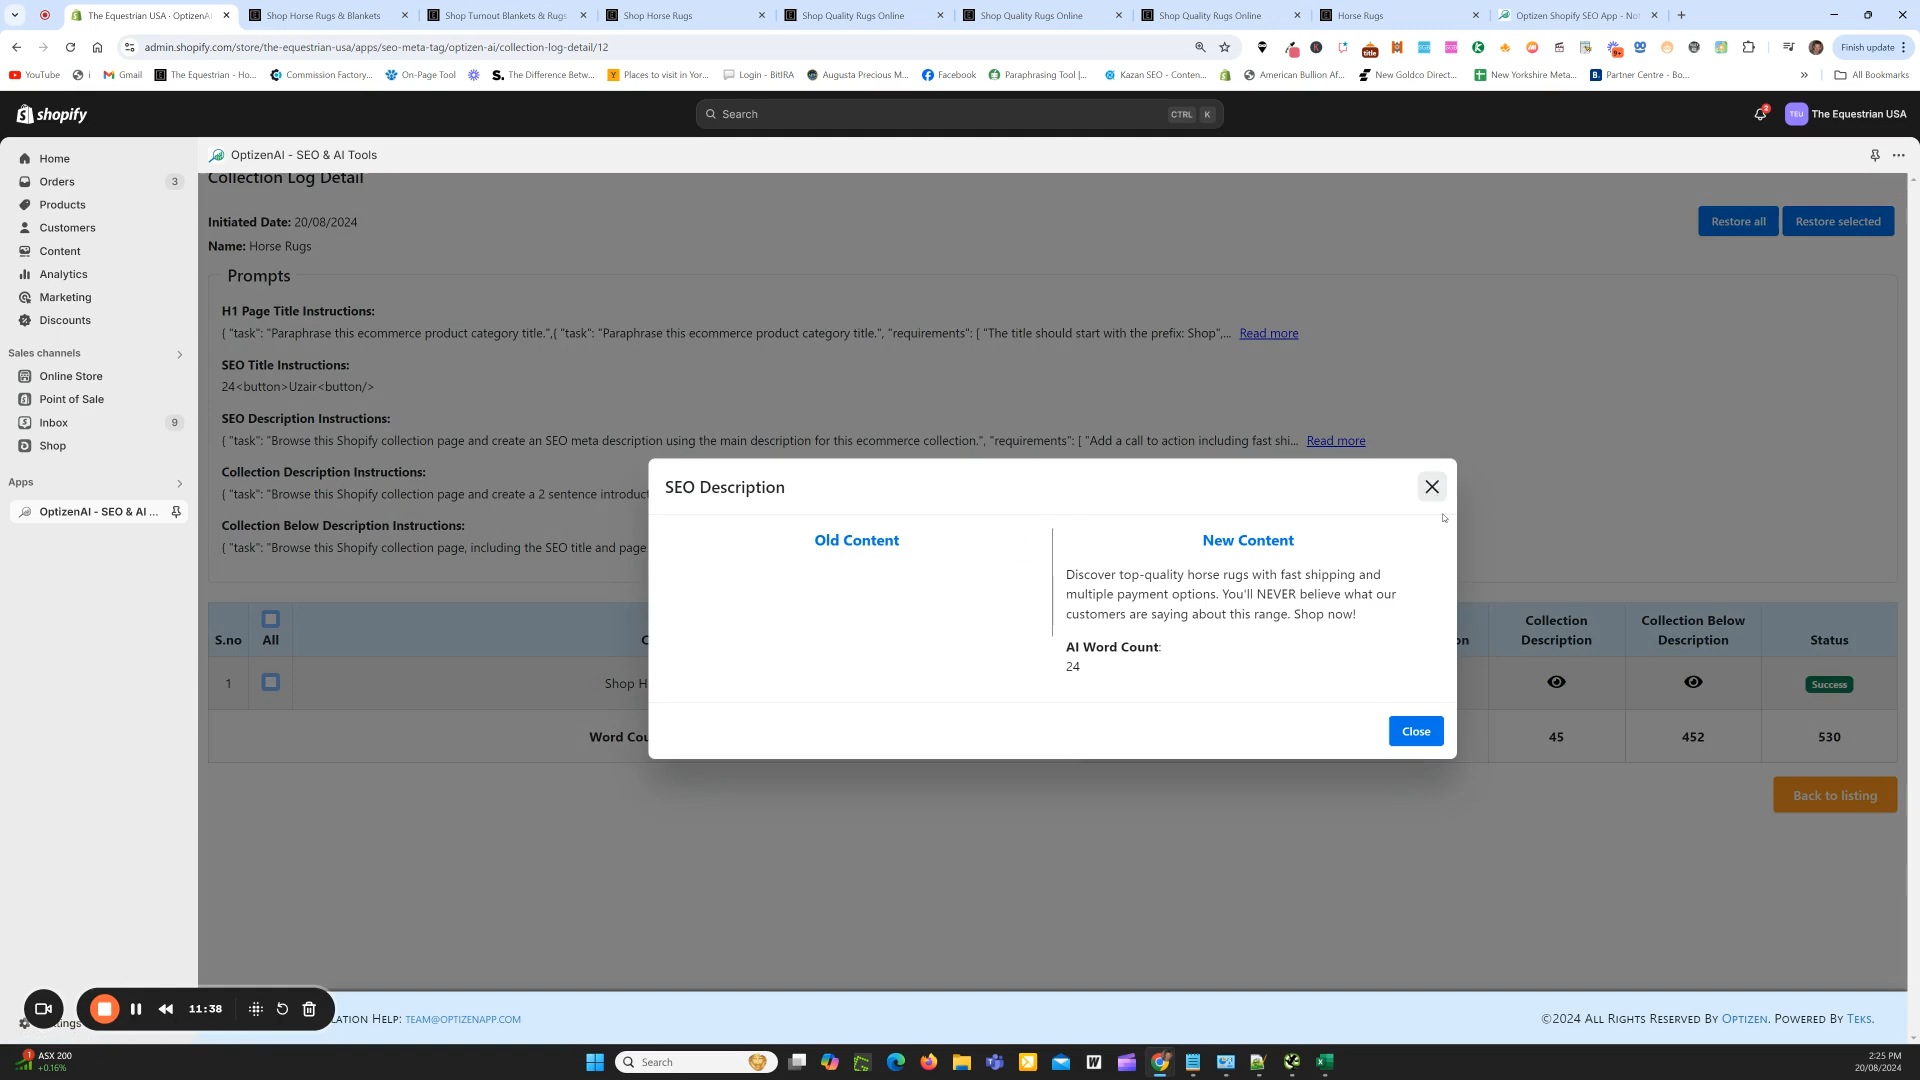 The Equestrian USA · OptizenAI
Shop Horse Rugs & Blankets
Shop Turnout Blankets & Rugs
Shop Horse Rugs
Shop Quality Rugs Online
Shop Quality Rugs Online
Shop Quality Rugs Online
Horse Rugs
Optizen Shopify SEO App - Not
admin.shopify.com/store/the-equestrian-usa/apps/seo-meta-tag/optizen-ai/collection-log-detail/12
Finish update
YouTube
i
Gmail
The Equestrian - Ho...
Commission Factory...
On-Page Tool
The Difference Betw...
Places to visit in Yor...
Login - BitIRA
Augusta Precious M...
Facebook
Paraphrasing Tool |...
Kazan SEO - Conten...
American Bullion Af...
New Goldco Direct...
New Yorkshire Meta...
Partner Centre - Bo...
All Bookmarks
shopify
Search
CTRL K
2
TEU
The Equestrian USA
Home
Orders 3
Products
Customers
Content
Analytics
Marketing
Discounts
Sales channels
Online Store
Point of Sale
Inbox 9
Shop
Apps
OptizenAI - SEO & AI ...
OptizenAI - SEO & AI Tools
Collection Log Detail
Initiated Date: 20/08/2024
Restore all
Restore selected
Name: Horse Rugs
Prompts
H1 Page Title Instructions:
{ "task": "Paraphrase this ecommerce product category title.",{ "task": "Paraphrase this ecommerce product category title.", "requirements": [ "The title should start with the prefix: Shop",... Read more
SEO Title Instructions:
24<button>Uzair<button/>
SEO Description Instructions:
{ "task": "Browse this Shopify collection page and create an SEO meta description using the main description for this ecommerce collection.", "requirements": [ "Add a call to action including fast shi... Read more
Collection Description Instructions:
{ "task": "Browse this Shopify collection page and create a 2 sentence introduct
Collection Below Description Instructions:
{ "task": "Browse this Shopify collection page, including the SEO title and page
SEO Description
Old Content
New Content
Discover top-quality horse rugs with fast shipping and
multiple payment options. You'll NEVER believe what our
customers are saying about this range. Shop now!
AI Word Count:
24
Close
S.no
All
Collection Description
Collection Below Description
Status
1
Shop H
Success
Word Cou
45
452
530
Back to listing
11:38
LATION HELP: TEAM@OPTIZENAPP.COM
©2024 ALL RIGHTS RESERVED BY OPTIZEN. POWERED BY TEKS.
ASX 200
+0.16%
Search
2:25 PM
20/08/2024